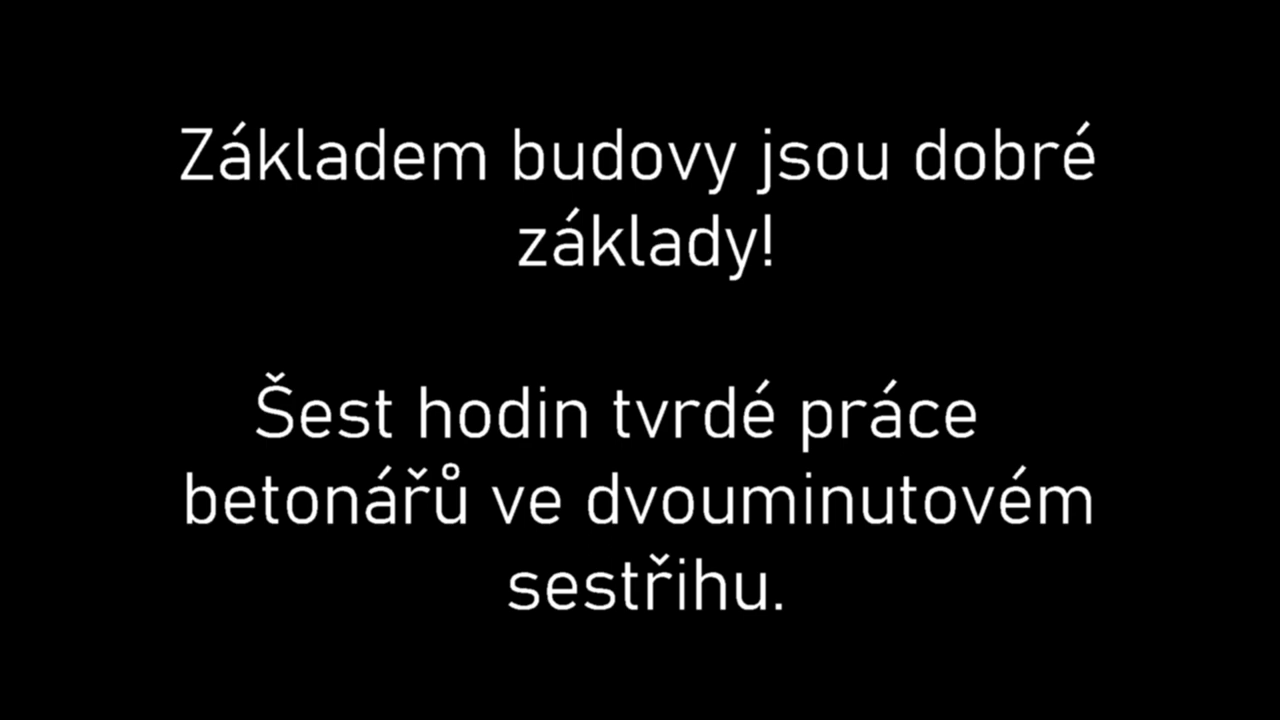 Základem budovy jsou dobré
základy!
Šest hodin tvrdé práce
betonářů ve dvouminutovém
sestřihu.